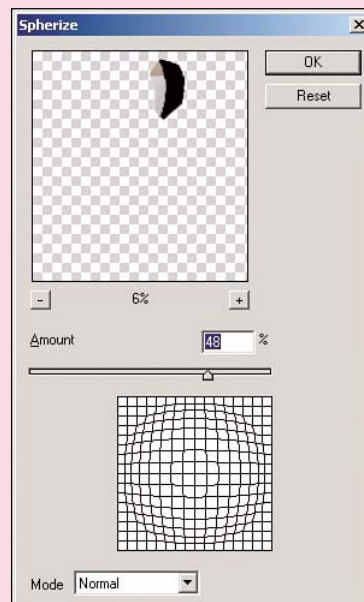 Spherize
OK
Reset
- 6% +
Amount 48 %
Mode Normal